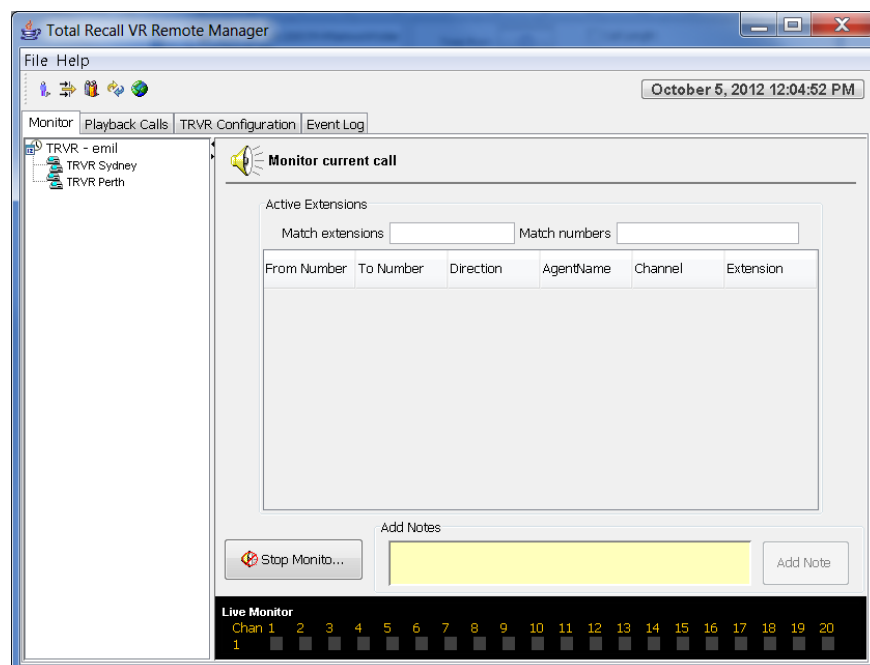 Total Recall VR Remote Manager
File Help
October 5, 2012 12:04:52 PM
Monitor Playback Calls TRVR Configuration Event Log
TRVR - emil
TRVR Sydney
TRVR Perth
Monitor current call
Active Extensions
Match extensions Match numbers
From Number To Number Direction AgentName Channel Extension
Add Notes
Stop Monito...
Add Note
Live Monitor
Chan 1 2 3 4 5 6 7 8 9 10 11 12 13 14 15 16 17 18 19 20
1